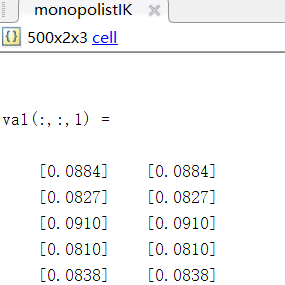 monopolistIK
500x2x3 cell
val(:,:,1) =
[0.0884] [0.0884]
[0.0827] [0.0827]
[0.0910] [0.0910]
[0.0810] [0.0810]
[0.0838] [0.0838]